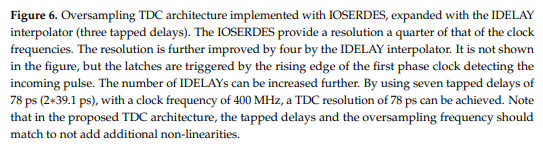 Figure 6. Oversampling TDC architecture implemented with IOSERDES, expanded with the IDELAY
interpolator (three tapped delays). The IOSERDES provide a resolution a quarter of that of the clock
frequencies. The resolution is further improved by four by the IDELAY interpolator. It is not shown
in the figure, but the latches are triggered by the rising edge of the first phase clock detecting the
incoming pulse. The number of IDELAYs can be increased further. By using seven tapped delays of
78 ps (2*39.1 ps), with a clock frequency of 400 MHz, a TDC resolution of 78 ps can be achieved. Note
that in the proposed TDC architecture, the tapped delays and the oversampling frequency should
match to not add additional non-linearities.